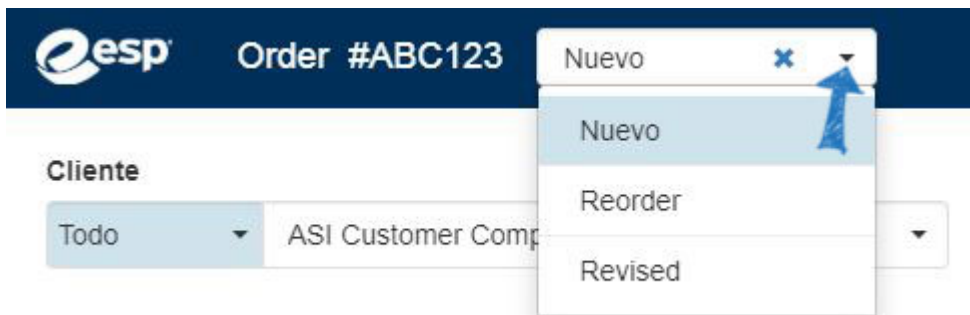 esp Order #ABC123 Nuevo
Nuevo
Cliente
Reorder
Todo ASI Customer Comp
Revised